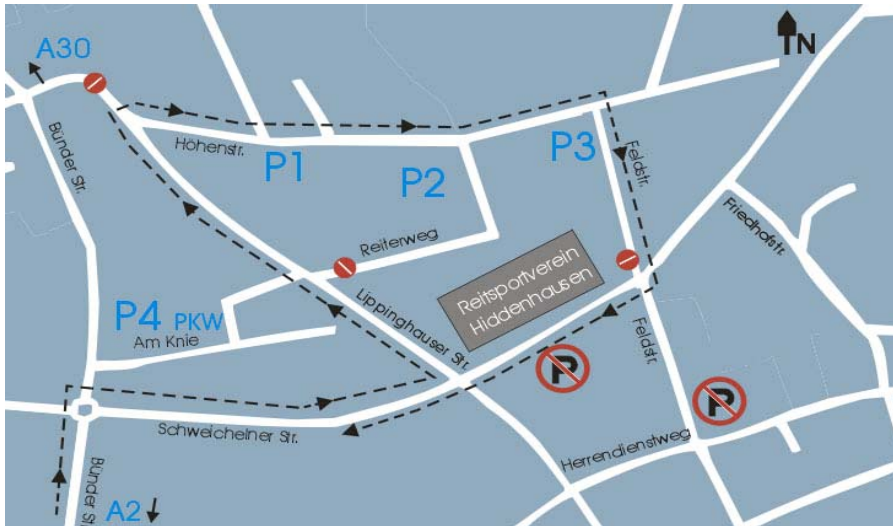 A30
N
Bünder Str.
Höhenstr.
P1
P2
P3
Feldstr.
Friedhofstr.
Reiterweg
Reitsportverein
Hiddenhausen
P4 PKW
Am Knie
Lippinghauser Str.
Feldstr.
P
P
Schweichelner Str.
Herrendienstweg
Bünder str.
A2